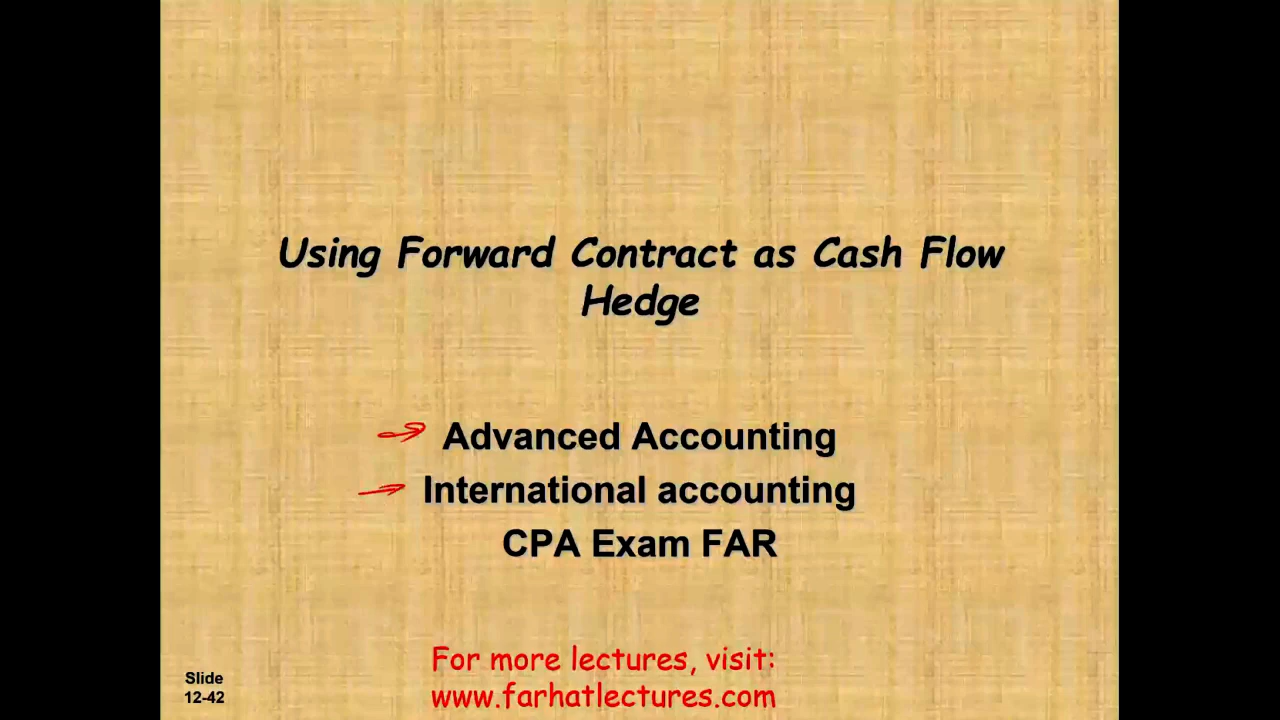 Using Forward Contract as Cash Flow
Hedge
Advanced Accounting
International accounting
CPA Exam FAR
For more lectures, visit:
www.farhatlectures.com
Slide
12-42